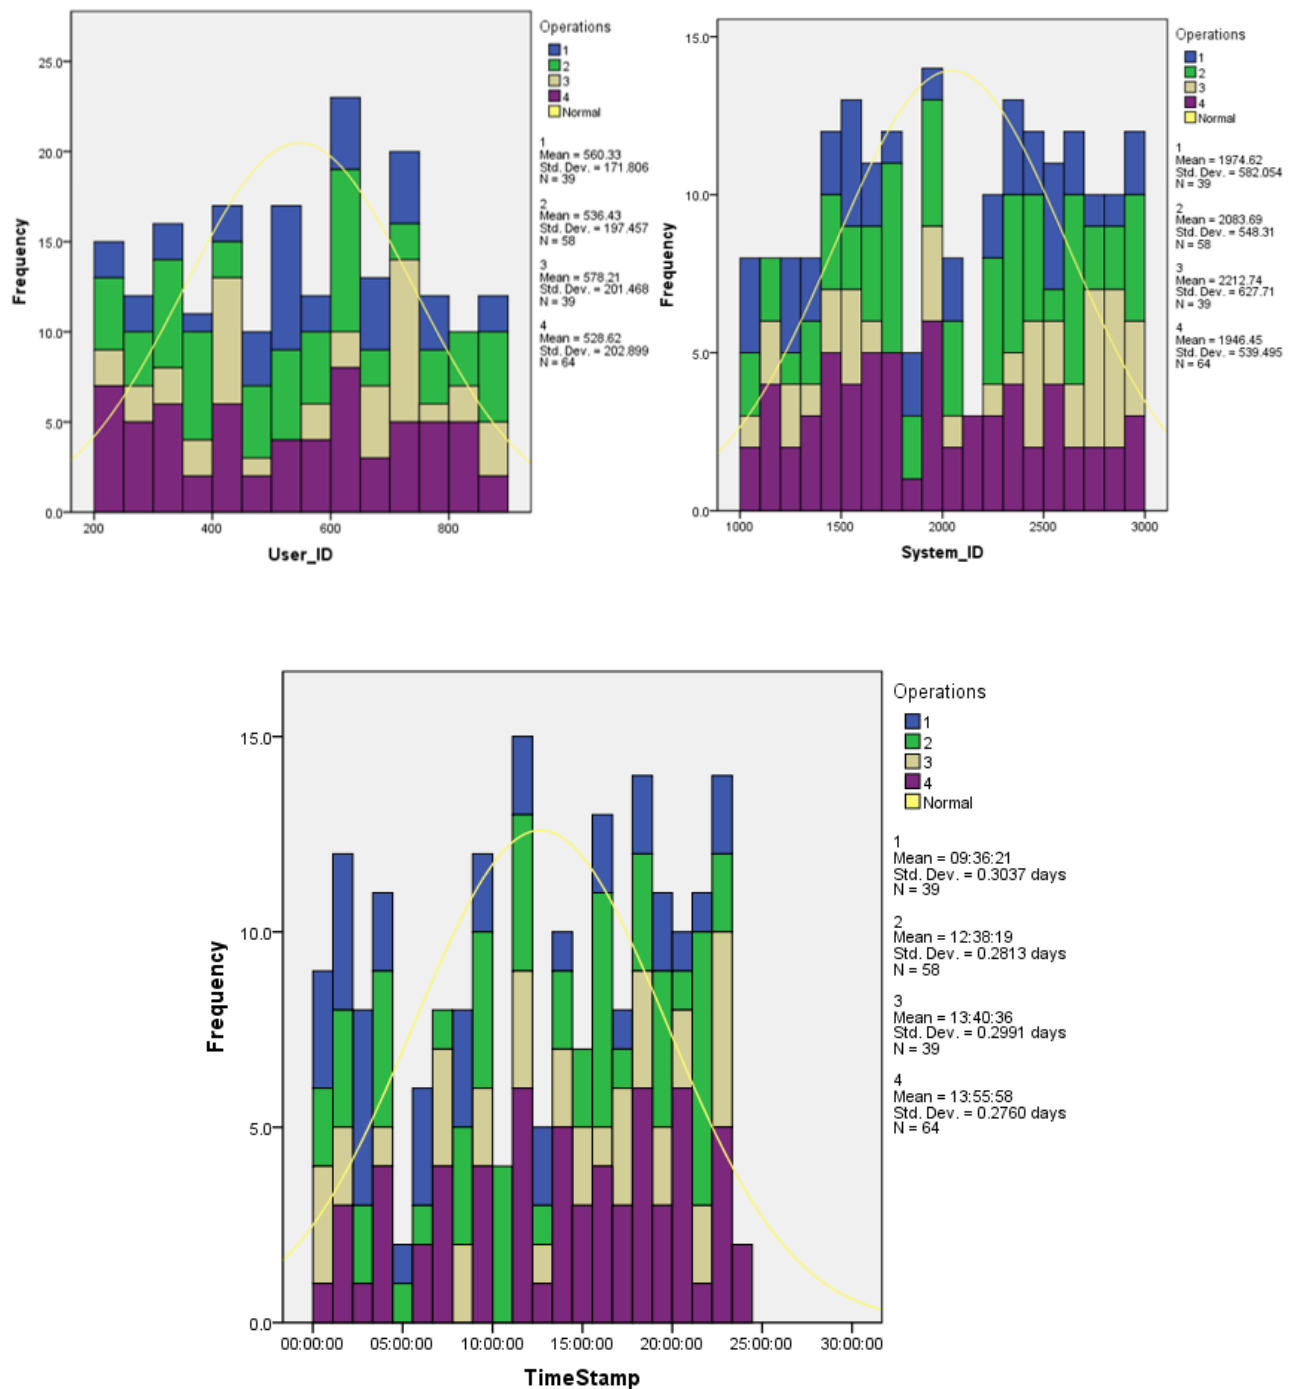 Operations
1
2
3
4
Normal
1
Mean = 560.33
Std. Dev. = 171.806
N = 39
2
Mean = 536.43
Std. Dev. = 197.457
N = 58
3
Mean = 578.21
Std. Dev. = 201.468
N = 39
4
Mean = 528.62
Std. Dev. = 202.899
N = 64
Frequency
25.0
20.0
15.0
10.0
5.0
0.0
200
400
600
800
User_ID
Operations
1
2
3
4
Normal
1
Mean = 1974.62
Std. Dev. = 582.054
N = 39
2
Mean = 2083.69
Std. Dev. = 548.31
N = 58
3
Mean = 2212.74
Std. Dev. = 627.71
N = 39
4
Mean = 1946.45
Std. Dev. = 539.495
N = 64
Frequency
15.0
10.0
5.0
0.0
1000
1500
2000
2500
3000
System_ID
Operations
1
2
3
4
Normal
1
Mean = 09:36:21
Std. Dev. = 0.3037 days
N = 39
2
Mean = 12:38:19
Std. Dev. = 0.2813 days
N = 58
3
Mean = 13:40:36
Std. Dev. = 0.2991 days
N = 39
4
Mean = 13:55:58
Std. Dev. = 0.2760 days
N = 64
Frequency
15.0
10.0
5.0
0.0
00:00:00
05:00:00
10:00:00
15:00:00
20:00:00
25:00:00
30:00:00
TimeStamp